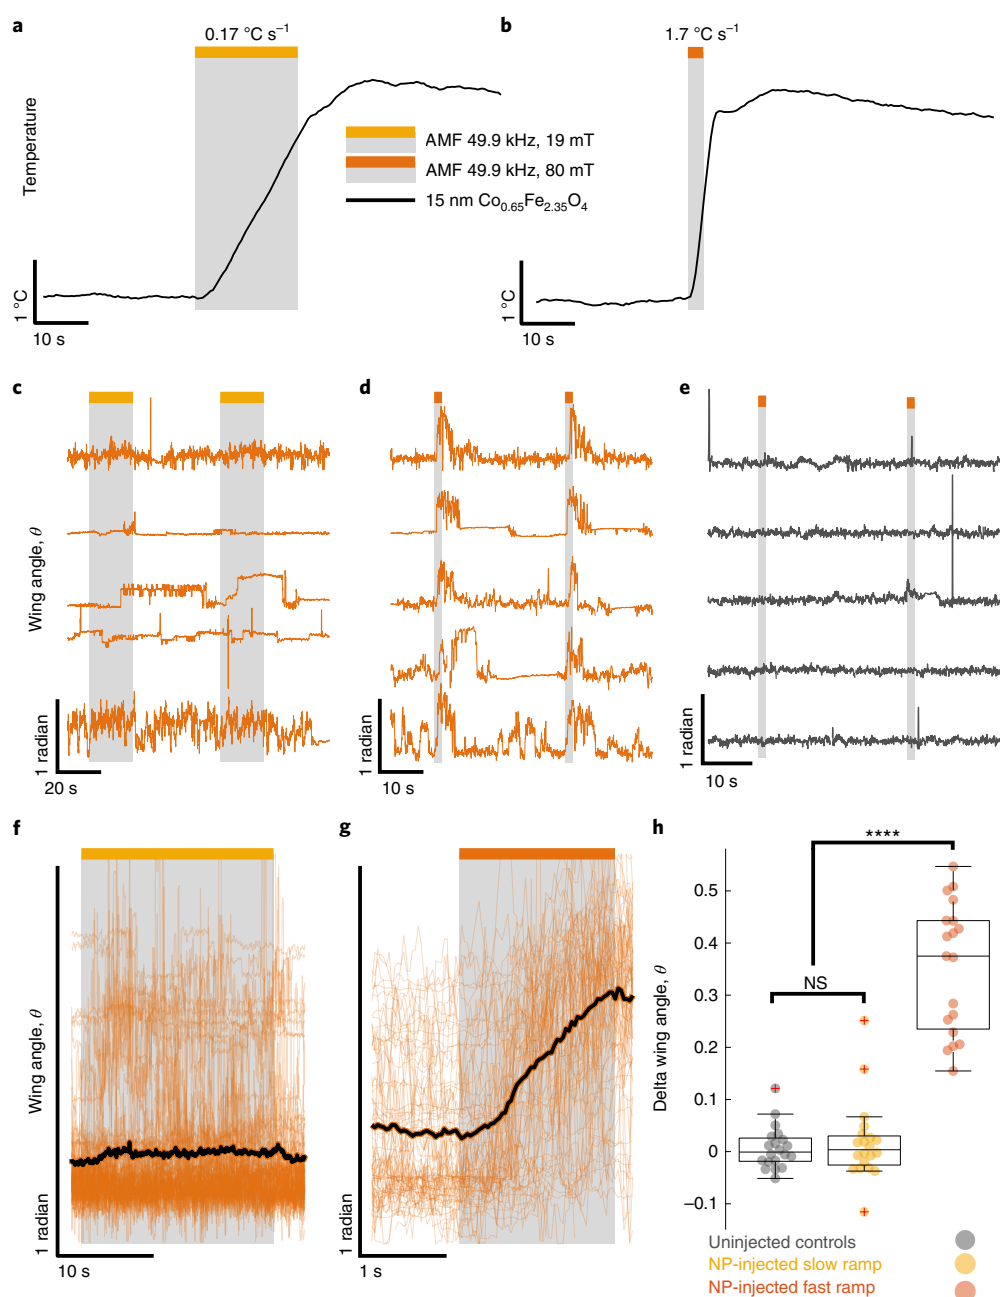 a
0.17 °C s–1
b
1.7 °C s–1
Temperature
AMF 49.9 kHz, 19 mT
AMF 49.9 kHz, 80 mT
15 nm Co0.65Fe2.35O4
1 °C
10 s
1 °C
10 s
c
d
e
Wing angle, θ
1 radian
20 s
1 radian
10 s
1 radian
10 s
f
g
h
Wing angle, θ
1 radian
10 s
1 radian
1 s
****
NS
Delta wing angle, θ
0.5
0.4
0.3
0.2
0.1
0
–0.1
Uninjected controls
NP-injected slow ramp
NP-injected fast ramp